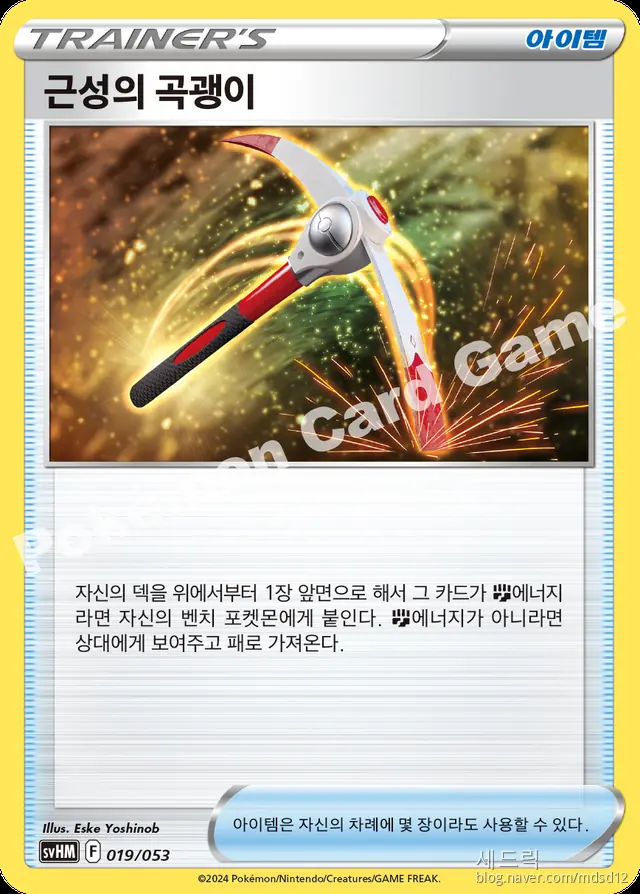 TRAINER'S
아이템
근성의 곡괭이
Pokémon Card Game
자신의 덱을 위에서부터 1장 앞면으로 해서 그 카드가 에너지
라면 자신의 벤치 포켓몬에게 붙인다. 에너지가 아니라면
상대에게 보여주고 패로 가져온다.
Illus. Eske Yoshinob
아이템은 자신의 차례에 몇 장이라도 사용할 수 있다.
svHM F 019/053
©2024 Pokémon/Nintendo/Creatures/GAME FREAK.
세드릭
blog.naver.com/mdsd12